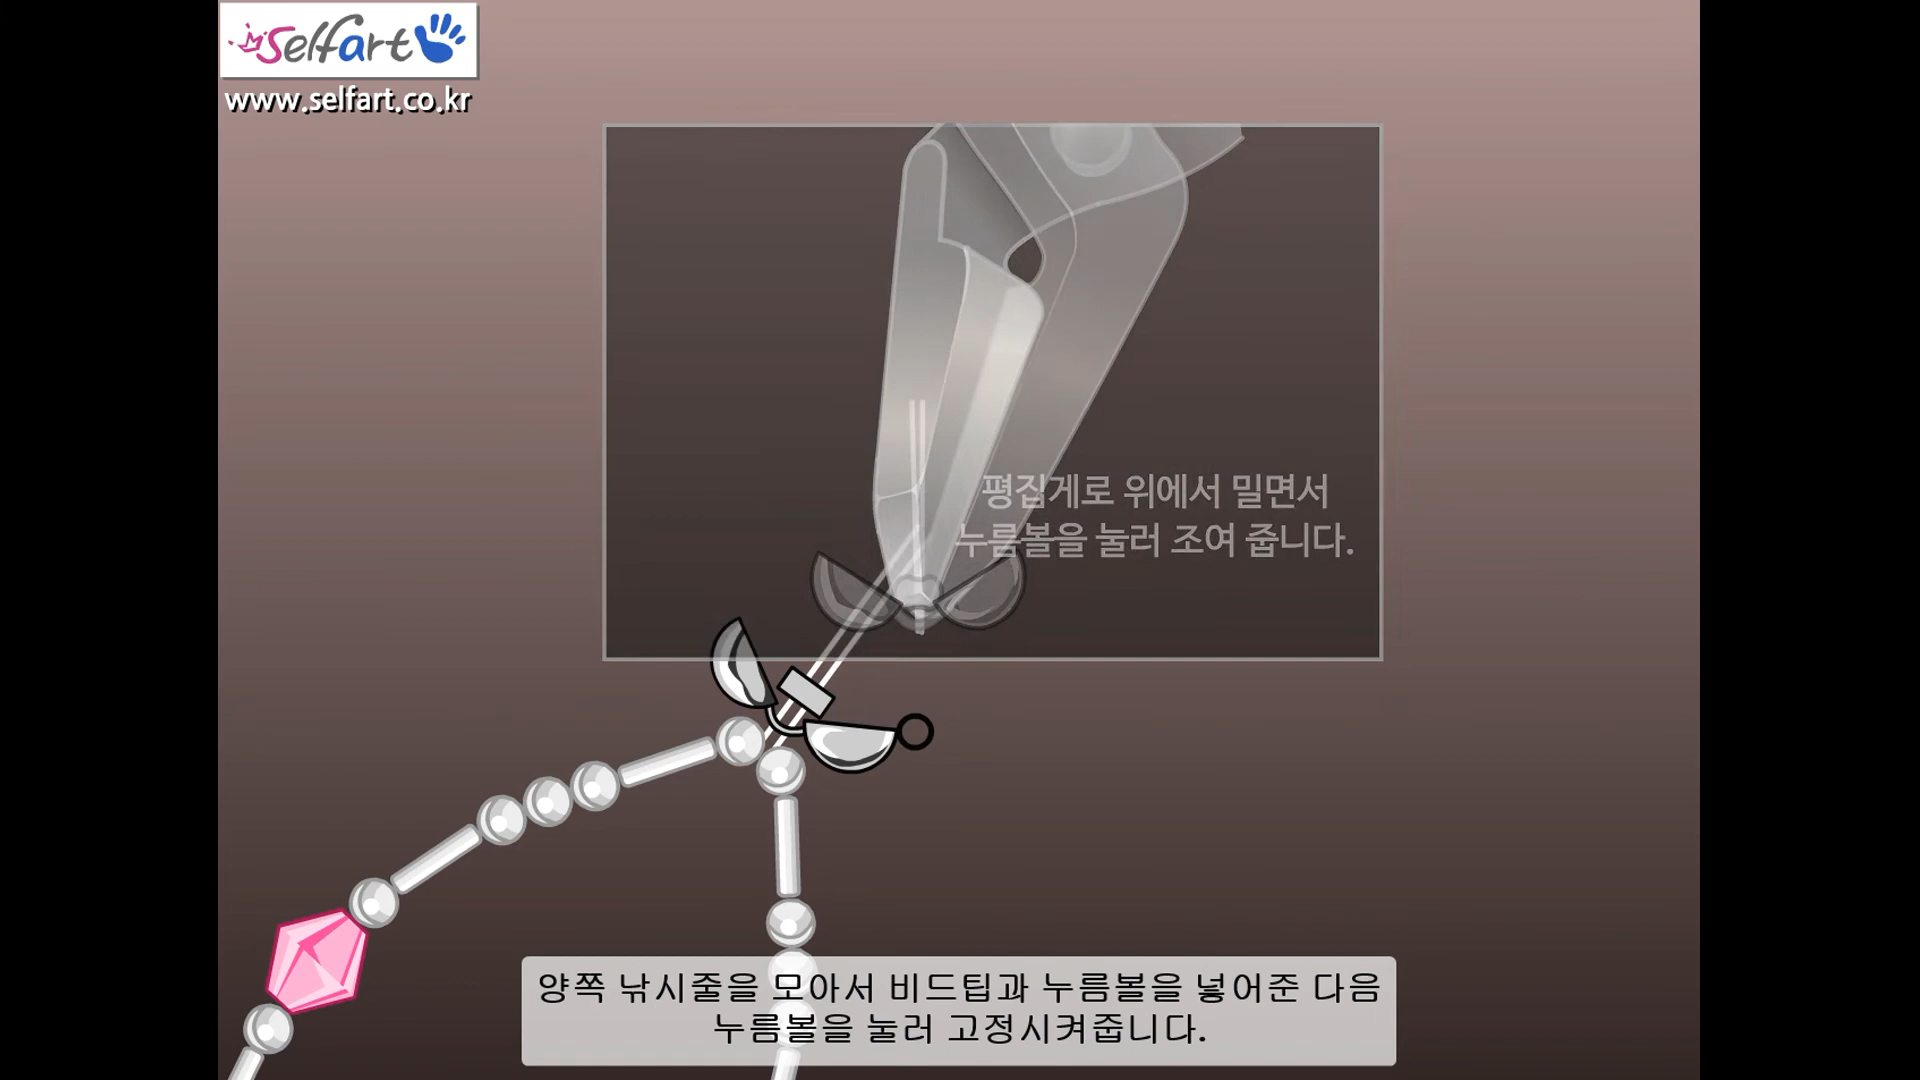 Selfart
www.selfart.co.kr
평집게로 위에서 밀면서
누름볼을 눌러 조여 줍니다.
양쪽 낚시줄을 모아서 비드팁과 누름볼을 넣어준 다음
누름볼을 눌러 고정시켜줍니다.